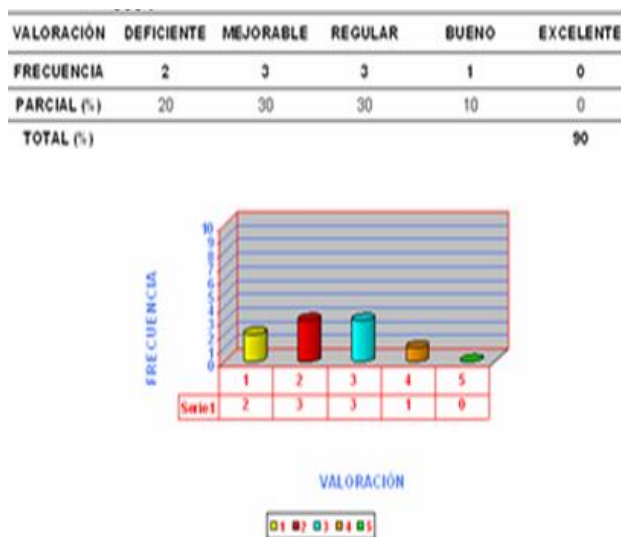 VALORACIÓN DEFICIENTE MEJORABLE REGULAR BUENO EXCELENTE
FRECUENCIA 2 3 3 1 0
PARCIAL (%) 20 30 30 10 0
TOTAL (%) 90
10
9
8
7
6
5
4
3
2
1
0
FRECUENCIA
1 2 3 4 5
Serie1 2 3 3 1 0
VALORACIÓN
1 2 3 4 5